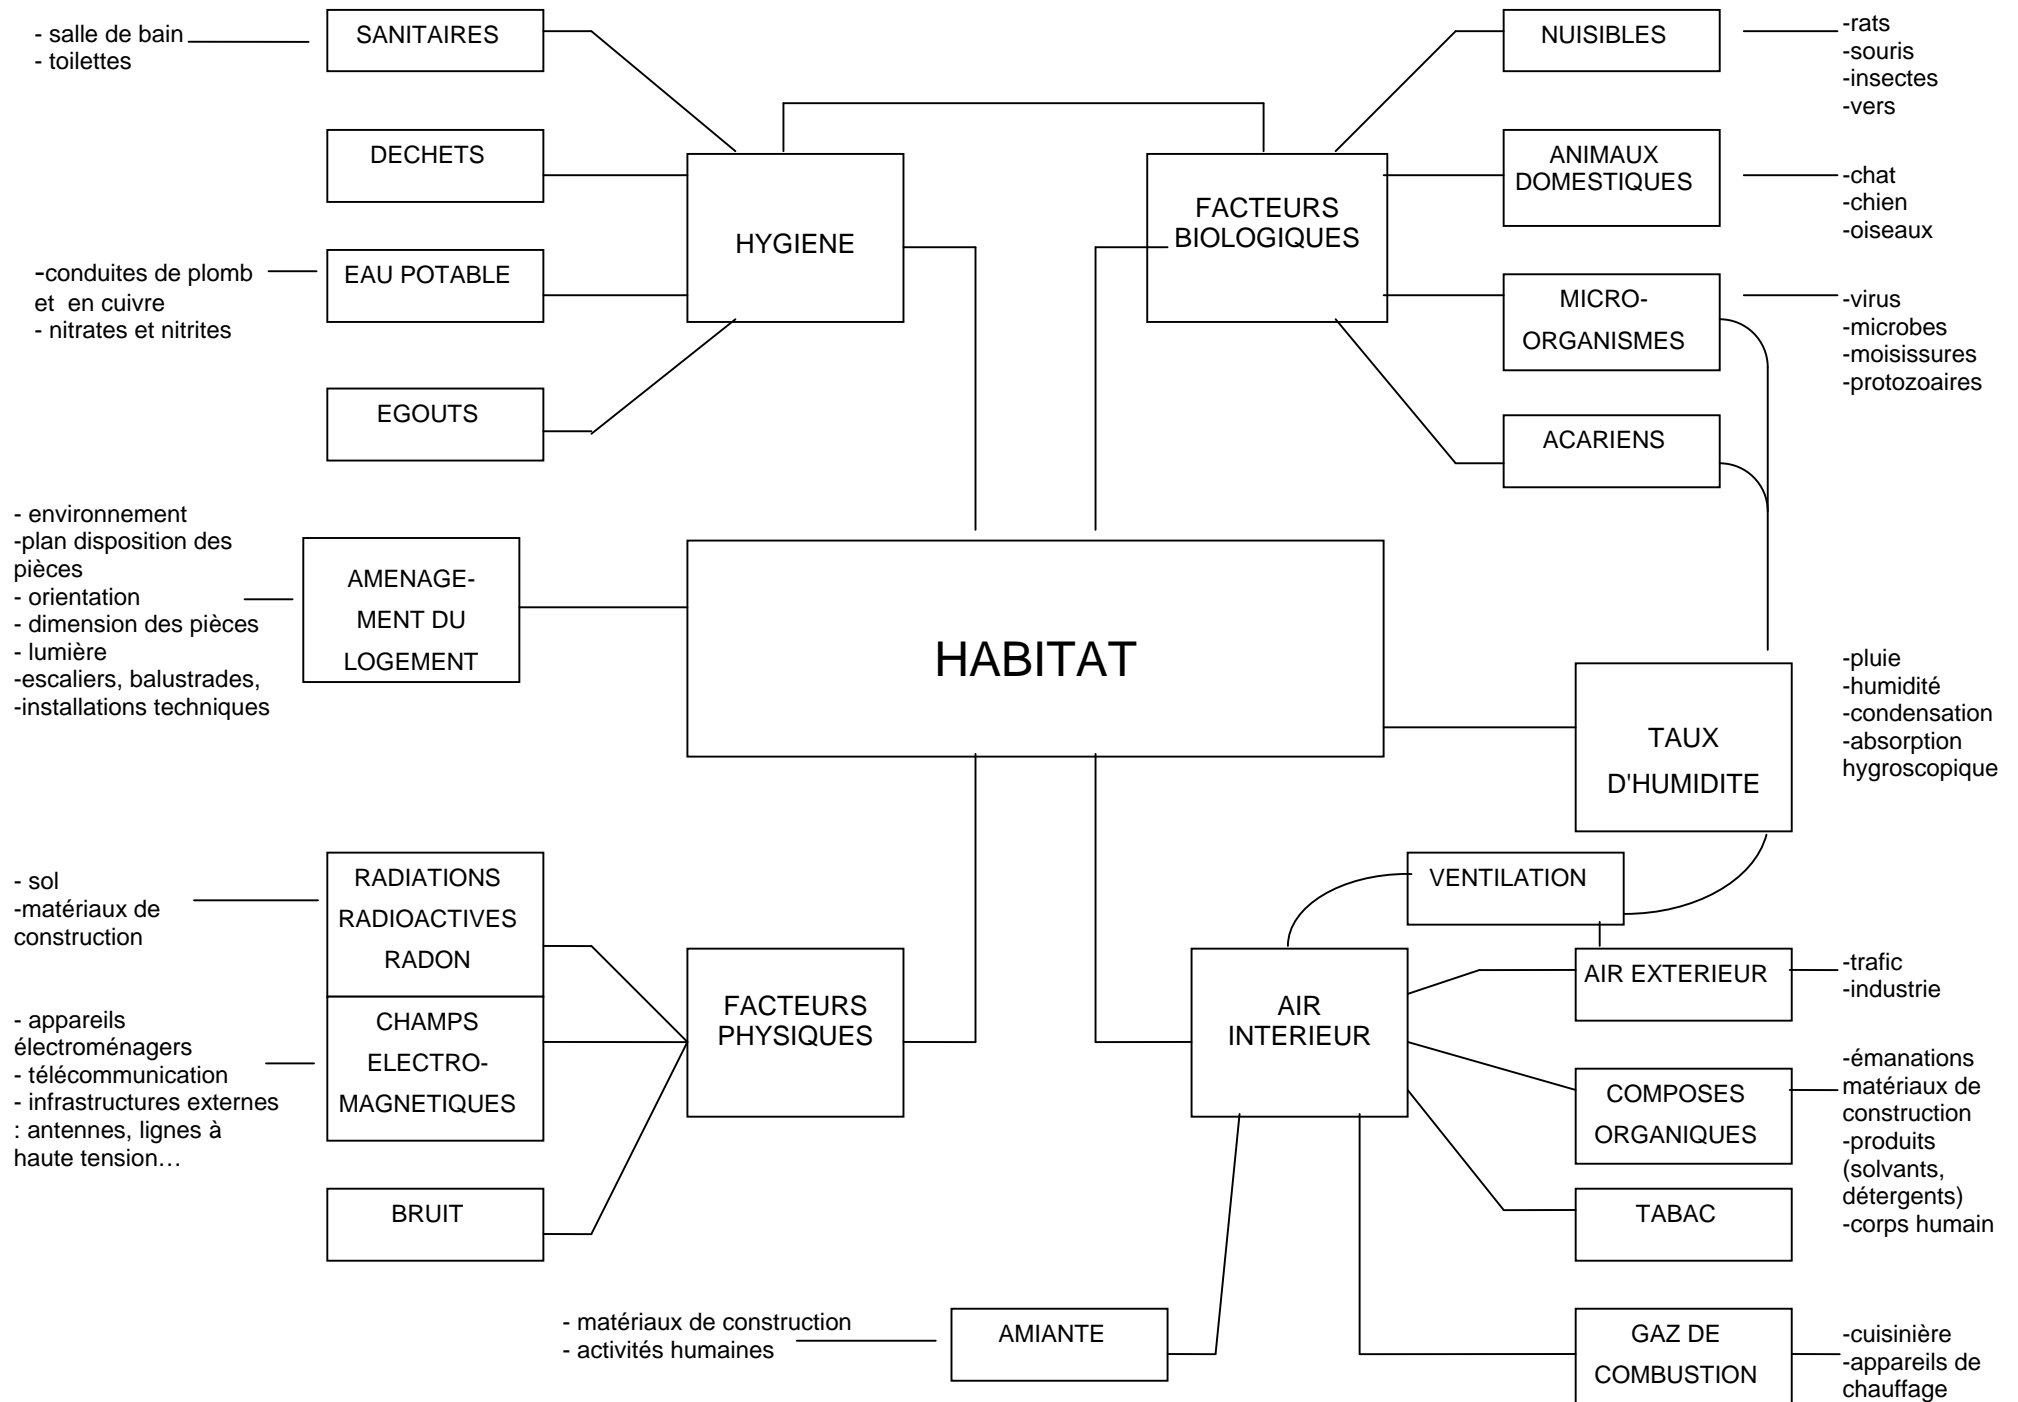 - salle de bain
- toilettes
SANITAIRES
DECHETS
-conduites de plomb
et  en cuivre
- nitrates et nitrites
EAU POTABLE
EGOUTS
HYGIENE
FACTEURS
BIOLOGIQUES
NUISIBLES
-rats
-souris
-insectes
-vers
ANIMAUX
DOMESTIQUES
-chat
-chien
-oiseaux
MICRO-
ORGANISMES
-virus
-microbes
-moisissures
-protozoaires
ACARIENS
- environnement
-plan disposition des
pièces
- orientation
- dimension des pièces
- lumière
-escaliers, balustrades,
-installations techniques
AMENAGE-
MENT DU
LOGEMENT
HABITAT
TAUX
D'HUMIDITE
-pluie
-humidité
-condensation
-absorption
hygroscopique
- sol
-matériaux de
construction
RADIATIONS
RADIOACTIVES
RADON
- appareils
électroménagers
- télécommunication
- infrastructures externes
: antennes, lignes à
haute tension…
CHAMPS
ELECTRO-
MAGNETIQUES
BRUIT
FACTEURS
PHYSIQUES
VENTILATION
AIR
INTERIEUR
AIR EXTERIEUR
-trafic
-industrie
COMPOSES
ORGANIQUES
-émanations
matériaux de
construction
-produits
(solvants,
détergents)
-corps humain
TABAC
- matériaux de construction
- activités humaines
AMIANTE
GAZ DE
COMBUSTION
-cuisinière
-appareils de
chauffage